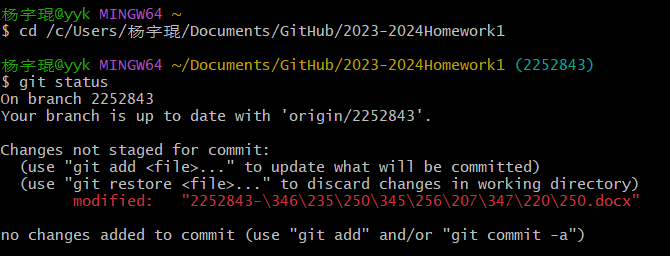 杨宇琨@yyk MINGW64 ~
$ cd /c/Users/杨宇琨/Documents/GitHub/2023-2024Homework1
杨宇琨@yyk MINGW64 ~/Documents/GitHub/2023-2024Homework1 (2252843)
$ git status
On branch 2252843
Your branch is up to date with 'origin/2252843'.
Changes not staged for commit:
(use "git add <file>..." to update what will be committed)
(use "git restore <file>..." to discard changes in working directory)
modified:   "2252843-\346\235\250\345\256\207\347\220\250.docx"
no changes added to commit (use "git add" and/or "git commit -a")